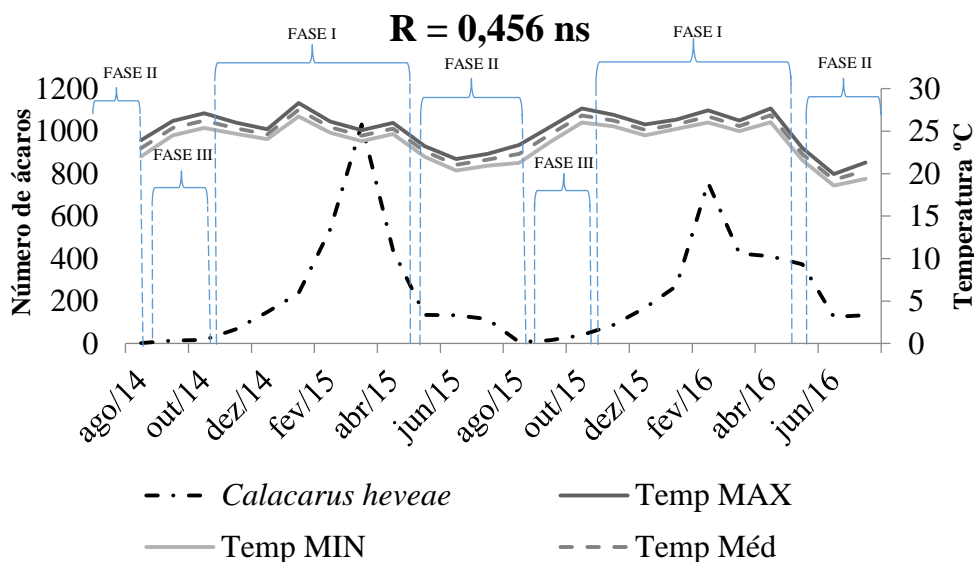 R = 0,456 ns
FASE I
FASE I
FASE II
FASE II
FASE II
FASE III
FASE III
Número de ácaros
1200
1000
800
600
400
200
0
30
25
20
15
10
5
0
Temperatura ºC
ago/14
out/14
dez/14
fev/15
abr/15
jun/15
ago/15
out/15
dez/15
fev/16
abr/16
jun/16
Calacarus heveae
Temp MAX
Temp MIN
Temp Méd